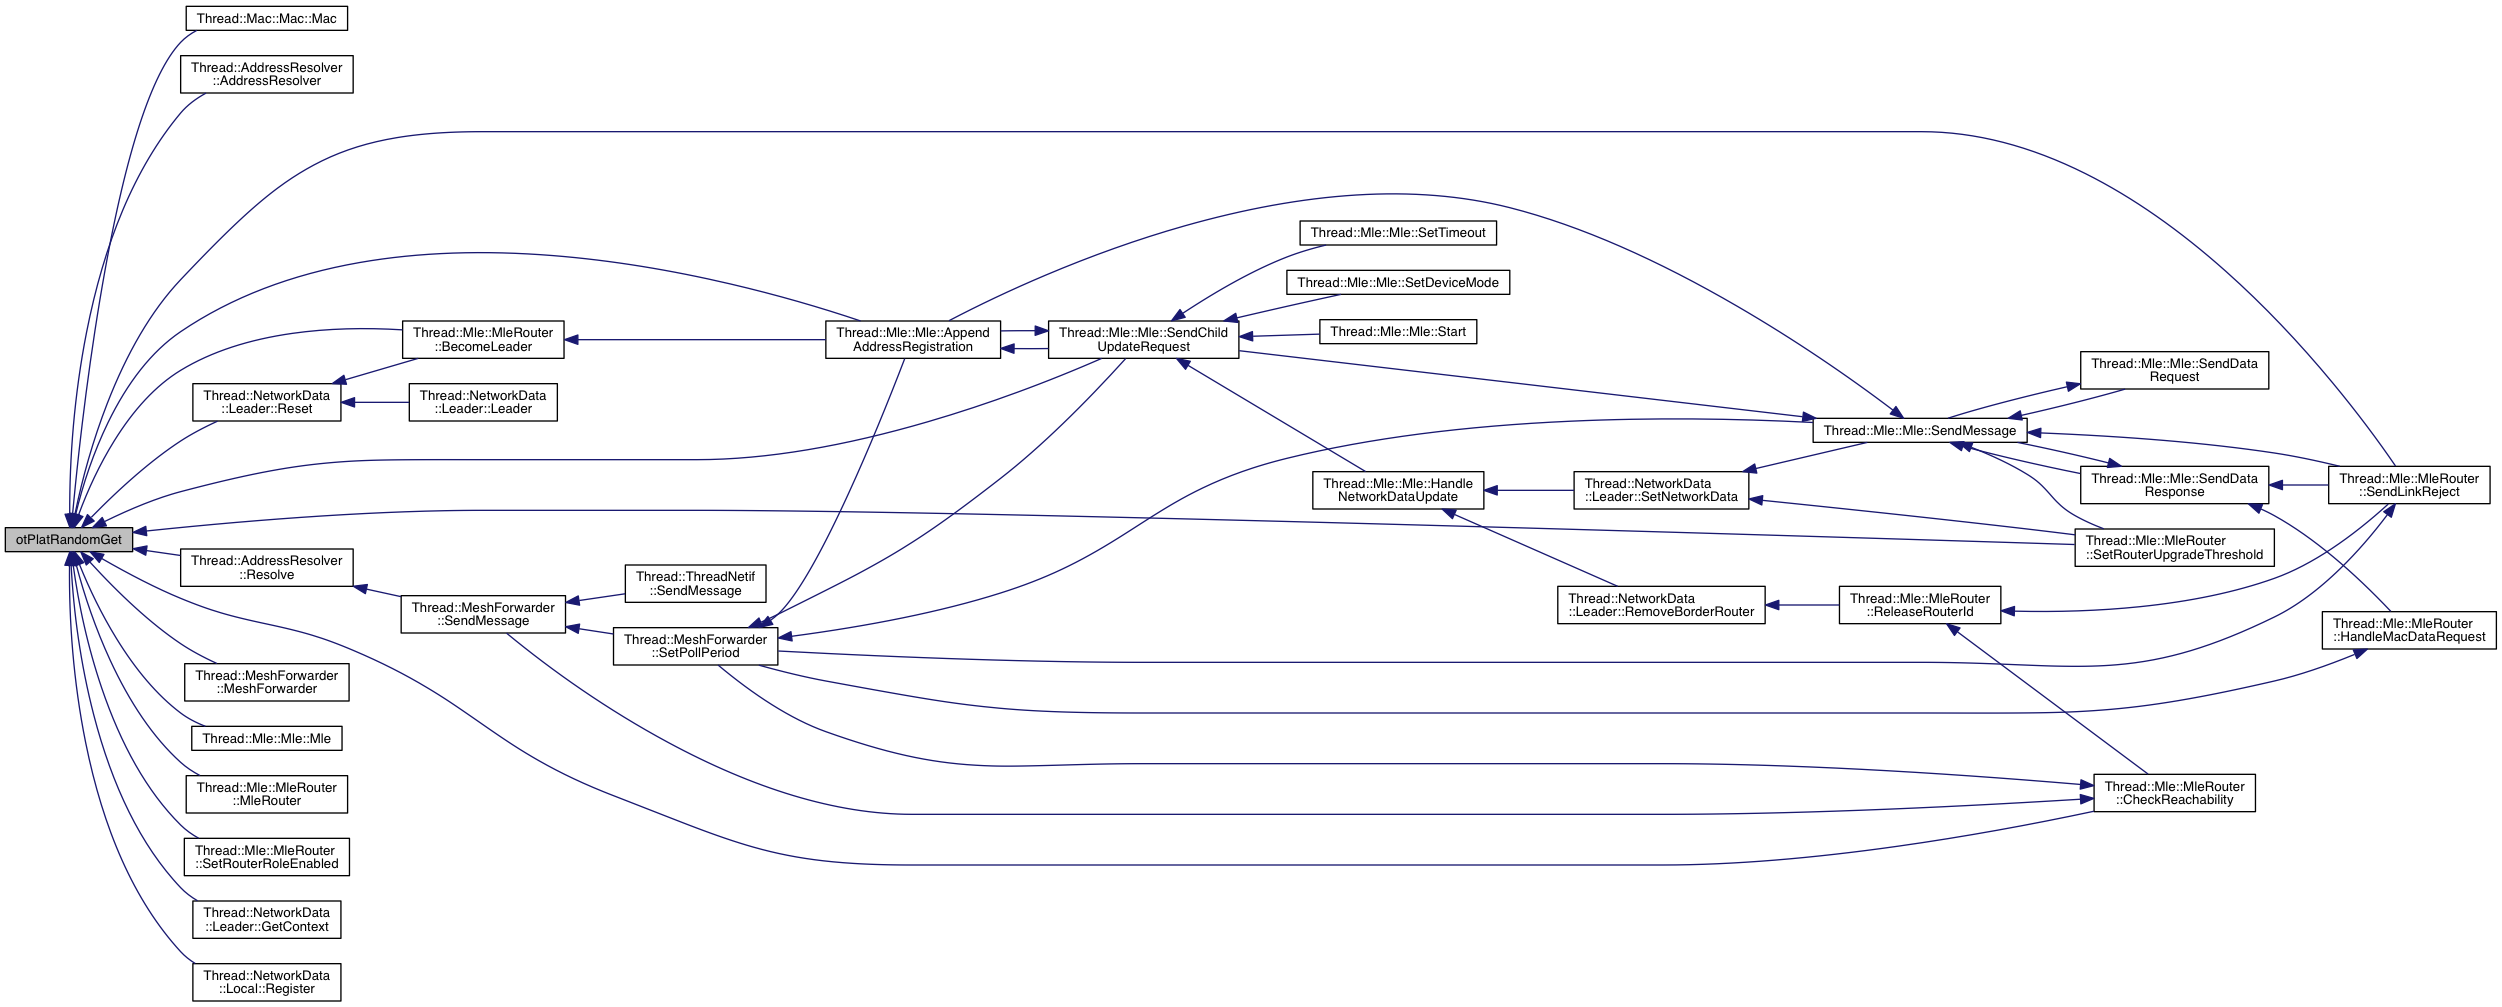 Thread::Mac::Mac::Mac
Thread::AddressResolver
::AddressResolver
Thread::Mle::Mle::SetTimeout
Thread::Mle::Mle::SetDeviceMode
Thread::Mle::MleRouter
::BecomeLeader
Thread::Mle::Mle::Append
AddressRegistration
Thread::Mle::Mle::SendChild
UpdateRequest
Thread::Mle::Mle::Start
Thread::Mle::Mle::SendData
Request
Thread::NetworkData
::Leader::Reset
Thread::NetworkData
::Leader::Leader
Thread::Mle::Mle::SendMessage
Thread::Mle::Mle::Handle
NetworkDataUpdate
Thread::NetworkData
::Leader::SetNetworkData
Thread::Mle::Mle::SendData
Response
Thread::Mle::MleRouter
::SendLinkReject
otPlatRandomGet
Thread::Mle::MleRouter
::SetRouterUpgradeThreshold
Thread::AddressResolver
::Resolve
Thread::ThreadNetif
::SendMessage
Thread::MeshForwarder
::SendMessage
Thread::NetworkData
::Leader::RemoveBorderRouter
Thread::Mle::MleRouter
::ReleaseRouterId
Thread::MeshForwarder
::SetPollPeriod
Thread::Mle::MleRouter
::HandleMacDataRequest
Thread::MeshForwarder
::MeshForwarder
Thread::Mle::Mle::Mle
Thread::Mle::MleRouter
::MleRouter
Thread::Mle::MleRouter
::CheckReachability
Thread::Mle::MleRouter
::SetRouterRoleEnabled
Thread::NetworkData
::Leader::GetContext
Thread::NetworkData
::Local::Register